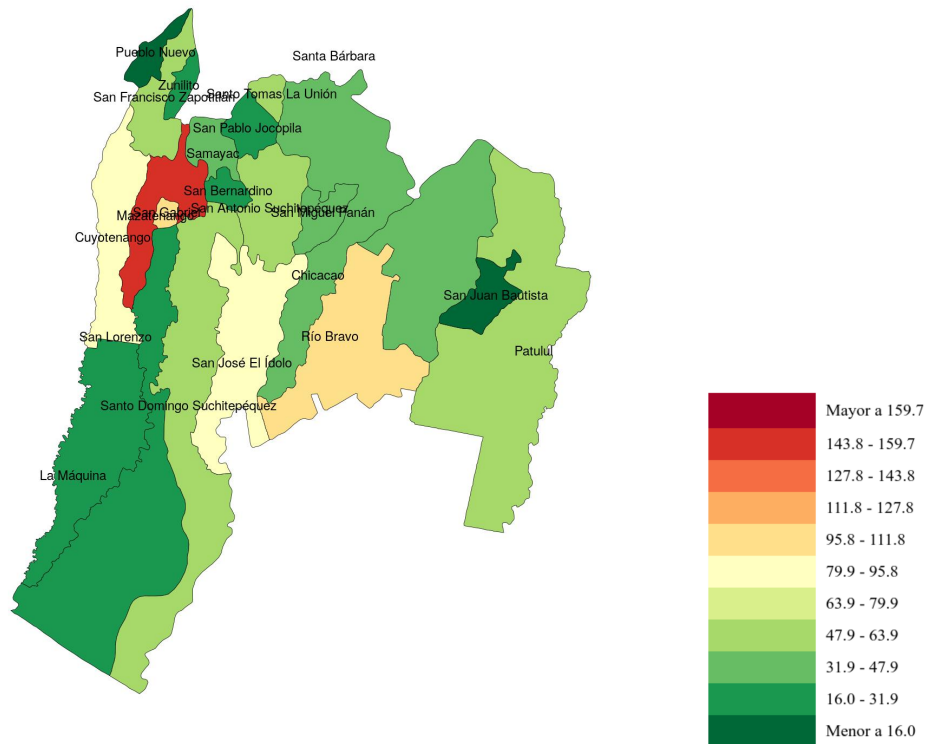 Santa Bárbara
Pueblo Nuevo
Zunilito
San Francisco Zapotitlán
Santo Tomas La Unión
San Pablo Jocopila
Samayac
San Bernardino
San Antonio Suchitepéquez
San Gabriel
San Miguel Panán
Mazatenango
Cuyotenango
Chicacao
San Juan Bautista
San Lorenzo
Río Bravo
Patulul
San José El Ídolo
Santo Domingo Suchitepéquez
La Máquina
Mayor a 159.7
143.8 - 159.7
127.8 - 143.8
111.8 - 127.8
95.8 - 111.8
79.9 - 95.8
63.9 - 79.9
47.9 - 63.9
31.9 - 47.9
16.0 - 31.9
Menor a 16.0